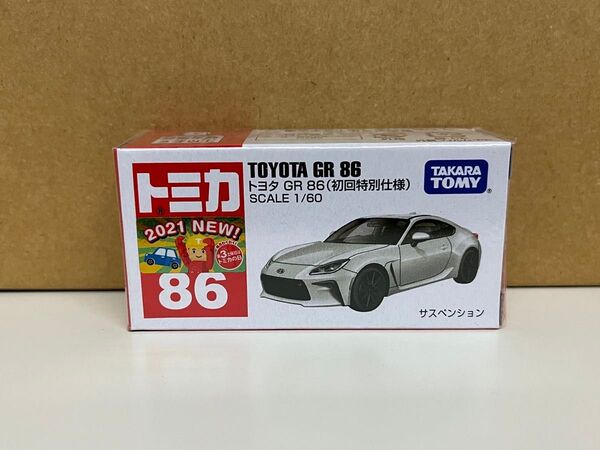 トミカ
2021 NEW!
86
TOYOTA GR 86
トヨタ GR 86(初回特別仕様)
SCALE 1/60
TAKARA
TOMY
サスペンション